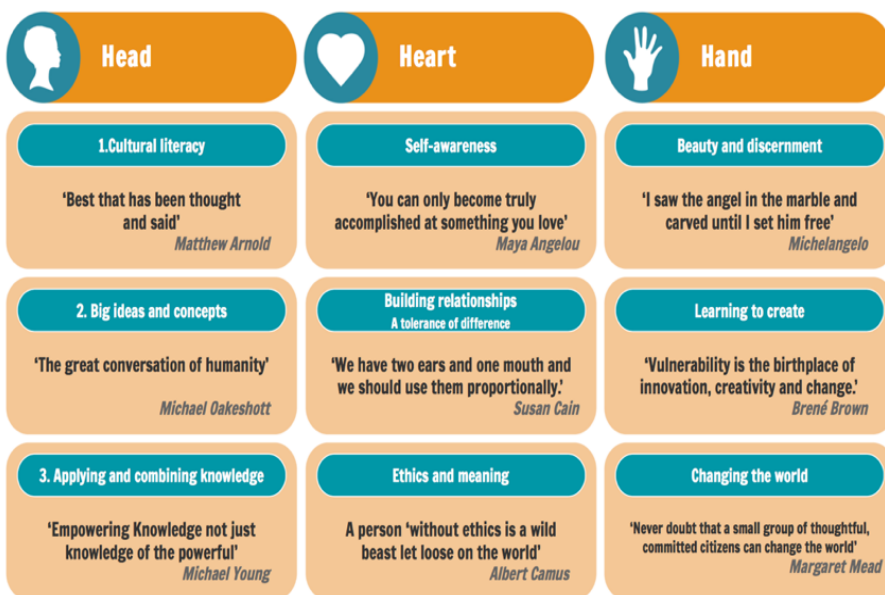 Head
Heart
Hand
1.Cultural literacy
'Best that has been thought
and said'
Matthew Arnold
Self-awareness
'You can only become truly
accomplished at something you love'
Maya Angelou
Beauty and discernment
'I saw the angel in the marble and
carved until I set him free'
Michelangelo
2. Big ideas and concepts
'The great conversation of humanity'
Michael Oakeshott
Building relationships
A tolerance of difference
'We have two ears and one mouth and
we should use them proportionally.'
Susan Cain
Learning to create
'Vulnerability is the birthplace of
innovation, creativity and change.'
Brené Brown
3. Applying and combining knowledge
'Empowering Knowledge not just
knowledge of the powerful'
Michael Young
Ethics and meaning
A person 'without ethics is a wild
beast let loose on the world'
Albert Camus
Changing the world
'Never doubt that a small group of thoughtful,
committed citizens can change the world'
Margaret Mead